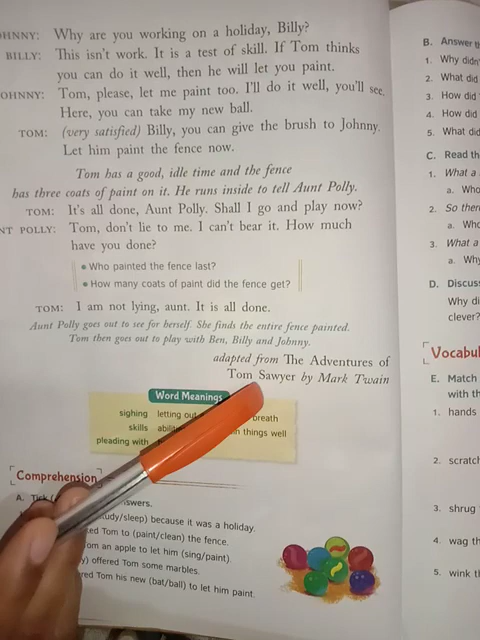 JOHNNY: Why are you working on a holiday, Billy?
BILLY: This isn't work. It is a test of skill. If Tom thinks
you can do it well, then he will let you paint.
JOHNNY: Tom, please, let me paint too. I'll do it well, you'll see.
Here, you can take my new ball.
TOM: (very satisfied) Billy, you can give the brush to Johnny.
Let him paint the fence now.
Tom has a good, idle time and the fence
has three coats of paint on it. He runs inside to tell Aunt Polly.
TOM: It's all done, Aunt Polly. Shall I go and play now?
NT POLLY: Tom, don't lie to me. I can't bear it. How much
have you done?
• Who painted the fence last?
• How many coats of paint did the fence get?
TOM: I am not lying, aunt. It is all done.
Aunt Polly goes out to see for herself. She finds the entire fence painted.
Tom then goes out to play with Ben, Billy and Johnny.
adapted from The Adventures of
Tom Sawyer by Mark Twain
Word Meanings
sighing letting out breath
skills things well
pleading with
Comprehension
A. Tick
study/sleep) because it was a holiday.
Tom to (paint/clean) the fence.
an apple to let him (sing/paint).
offered Tom some marbles.
Tom his new (bat/ball) to let him paint.
B. Answer
1. Why didn'
2. What did
3. How did
4. How did
5. What did
C. Read th
1. What a
a. Who
2. So then
a. Who
3. What a
a. Why
D. Discus
Why di
clever?
Vocabul
E. Match
with t
1. hands
2. scratch
3. shrug
4. wag th
5. wink t